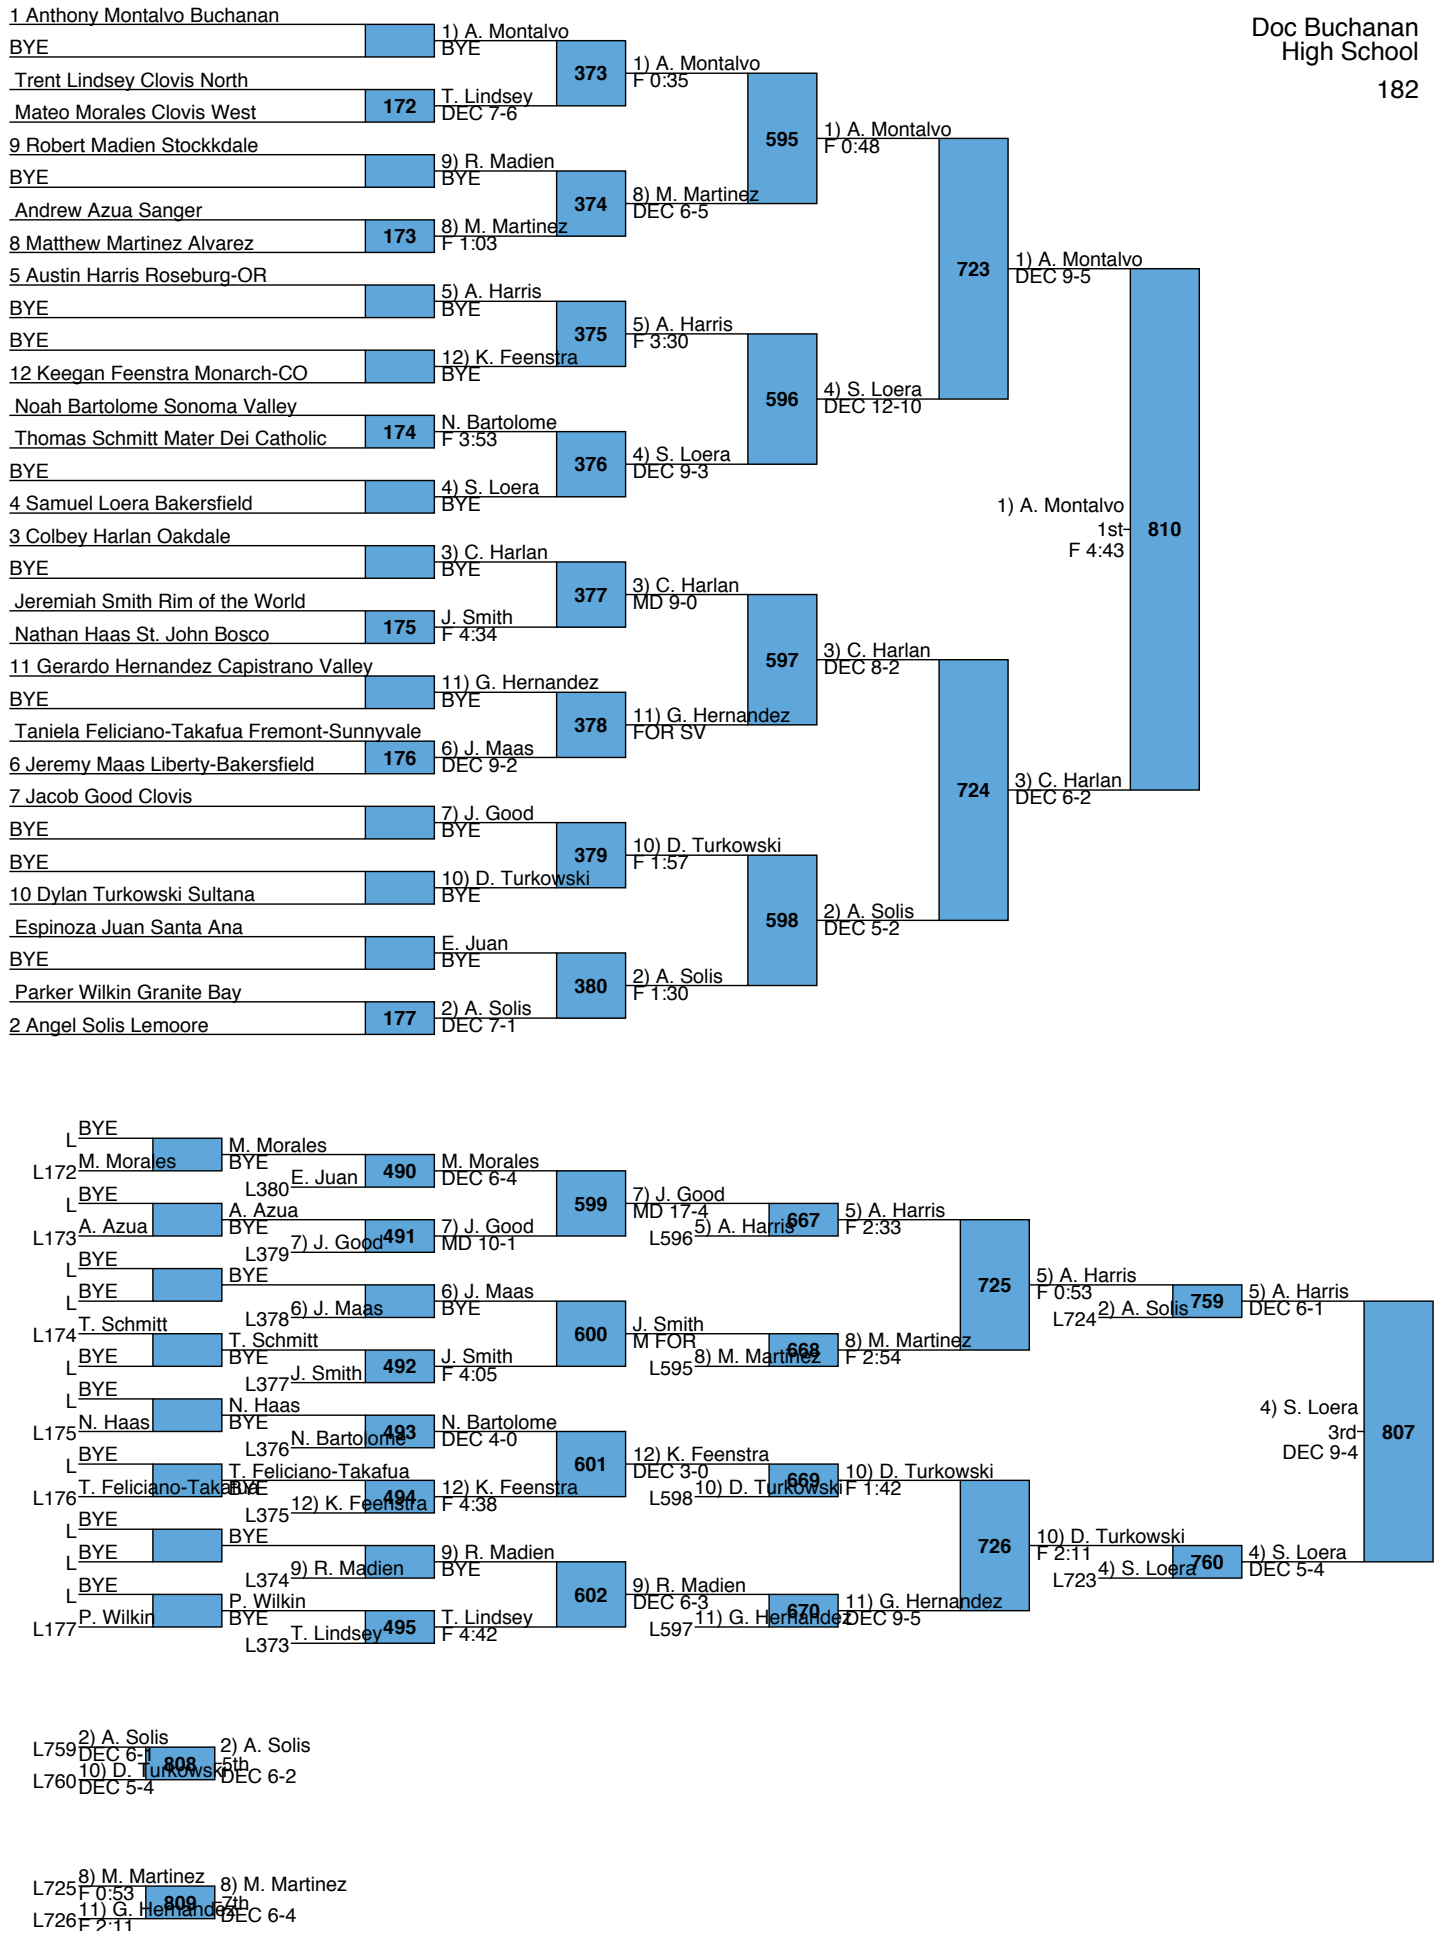 Doc Buchanan
High School
182
1 Anthony Montalvo Buchanan
BYE
Trent Lindsey Clovis North
Mateo Morales Clovis West
9 Robert Madien Stockkdale
BYE
Andrew Azua Sanger
8 Matthew Martinez Alvarez
5 Austin Harris Roseburg-OR
BYE
BYE
12 Keegan Feenstra Monarch-CO
Noah Bartolome Sonoma Valley
Thomas Schmitt Mater Dei Catholic
BYE
4 Samuel Loera Bakersfield
3 Colbey Harlan Oakdale
BYE
Jeremiah Smith Rim of the World
Nathan Haas St. John Bosco
11 Gerardo Hernandez Capistrano Valley
BYE
Taniela Feliciano-Takafua Fremont-Sunnyvale
6 Jeremy Maas Liberty-Bakersfield
7 Jacob Good Clovis
BYE
BYE
10 Dylan Turkowski Sultana
Espinoza Juan Santa Ana
BYE
Parker Wilkin Granite Bay
2 Angel Solis Lemoore
172
173
174
175
176
177
1) A. Montalvo
BYE
T. Lindsey
DEC 7-6
9) R. Madien
BYE
8) M. Martinez
F 1:03
5) A. Harris
BYE
12) K. Feenstra
BYE
N. Bartolome
F 3:53
4) S. Loera
BYE
3) C. Harlan
BYE
J. Smith
F 4:34
11) G. Hernandez
BYE
6) J. Maas
DEC 9-2
7) J. Good
BYE
10) D. Turkowski
BYE
E. Juan
BYE
2) A. Solis
DEC 7-1
373
374
375
376
377
378
379
380
1) A. Montalvo
F 0:35
8) M. Martinez
DEC 6-5
5) A. Harris
F 3:30
4) S. Loera
DEC 9-3
3) C. Harlan
MD 9-0
11) G. Hernandez
FOR SV
10) D. Turkowski
F 1:57
2) A. Solis
F 1:30
595
596
597
598
1) A. Montalvo
F 0:48
4) S. Loera
DEC 12-10
3) C. Harlan
DEC 8-2
2) A. Solis
DEC 5-2
723
724
1) A. Montalvo
DEC 9-5
3) C. Harlan
DEC 6-2
1) A. Montalvo
1st
F 4:43
810
L BYE
L172 M. Morales
L BYE
L173 A. Azua
L BYE
L BYE
L174 T. Schmitt
L BYE
L BYE
L175 N. Haas
L BYE
L176 T. Feliciano-Takafua
L BYE
L BYE
L BYE
L177 P. Wilkin
M. Morales
BYE
L380 E. Juan
A. Azua
BYE
L379 7) J. Good
BYE
L378 6) J. Maas
T. Schmitt
BYE
L377 J. Smith
N. Haas
BYE
L376 N. Bartolome
T. Feliciano-Takafua
BYE
L375 12) K. Feenstra
BYE
L374 9) R. Madien
P. Wilkin
BYE
L373 T. Lindsey
490
491
492
493
494
495
M. Morales
DEC 6-4
7) J. Good
MD 10-1
6) J. Maas
BYE
J. Smith
F 4:05
N. Bartolome
DEC 4-0
12) K. Feenstra
F 4:38
9) R. Madien
BYE
T. Lindsey
F 4:42
599
600
601
602
7) J. Good
MD 17-4
L596 5) A. Harris
J. Smith
M FOR
L595 8) M. Martinez
12) K. Feenstra
DEC 3-0
L598 10) D. Turkowski
9) R. Madien
DEC 6-3
L597 11) G. Hernandez
667
668
669
670
5) A. Harris
F 2:33
8) M. Martinez
F 2:54
10) D. Turkowski
F 1:42
11) G. Hernandez
DEC 9-5
725
726
5) A. Harris
F 0:53
L724 2) A. Solis
10) D. Turkowski
F 2:11
L723 4) S. Loera
759
760
5) A. Harris
DEC 6-1
4) S. Loera
DEC 5-4
4) S. Loera
3rd
DEC 9-4
807
L759 2) A. Solis
DEC 6-1
L760 10) D. Turkowski
DEC 5-4
808
2) A. Solis
5th
DEC 6-2
L725 8) M. Martinez
F 0:53
L726 11) G. Hernandez
F 2:11
809
8) M. Martinez
7th
DEC 6-4